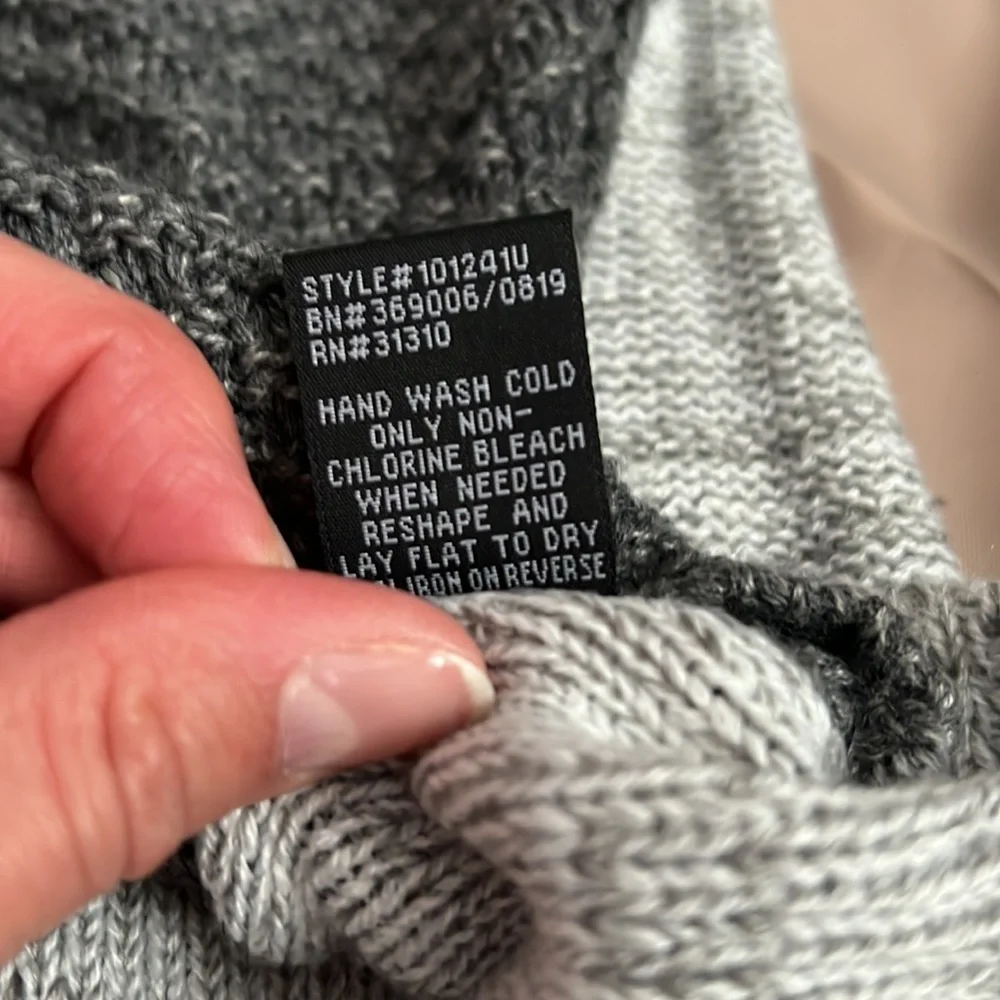 STYLE#101241U
BN#369006/0819
RN#31310
HAND WASH COLD
ONLY NON-
CHLORINE BLEACH
WHEN NEEDED
RESHAPE AND
LAY FLAT TO DRY
IRON ON REVERSE